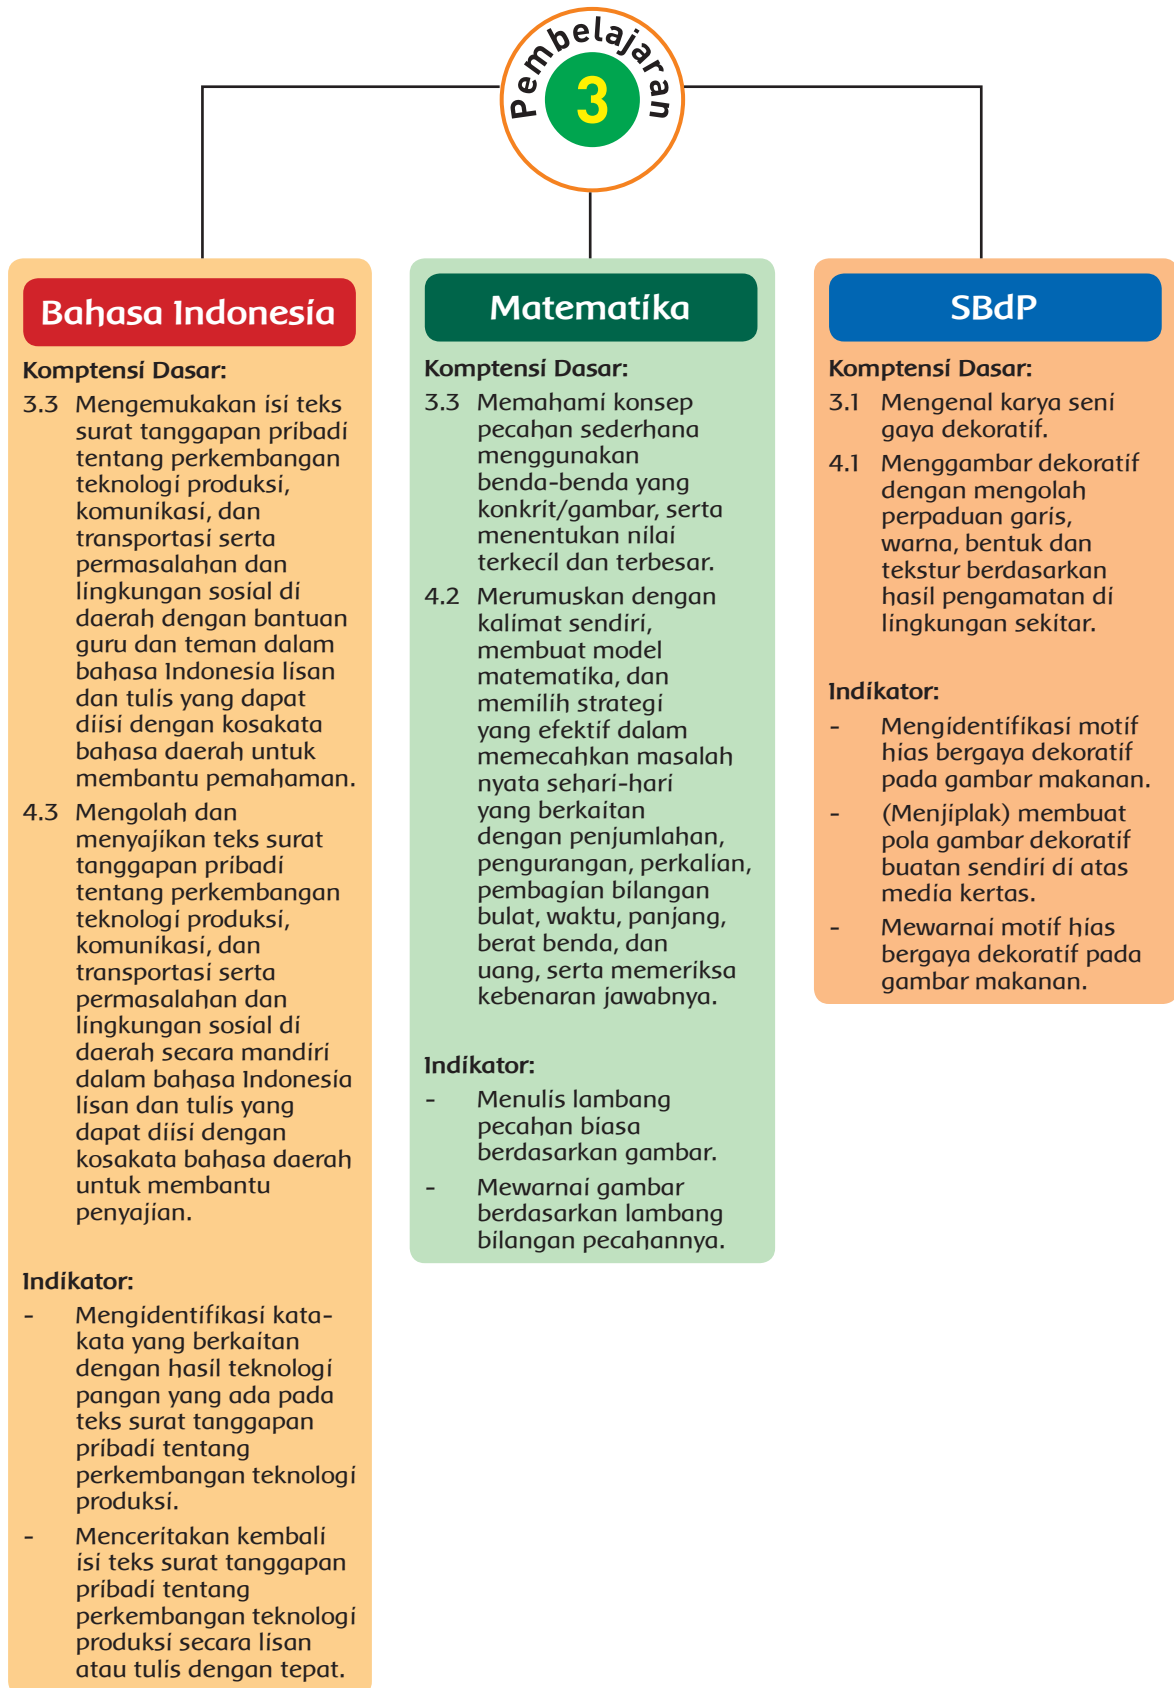 Pembelajaran
3
Bahasa Indonesia
Komptensi Dasar:
3.3 Mengemukakan isi teks
surat tanggapan pribadi
tentang perkembangan
teknologi produksi,
komunikasi, dan
transportasi serta
permasalahan dan
lingkungan sosial di
daerah dengan bantuan
guru dan teman dalam
bahasa Indonesia lisan
dan tulis yang dapat
diisi dengan kosakata
bahasa daerah untuk
membantu pemahaman.
4.3 Mengolah dan
menyajikan teks surat
tanggapan pribadi
tentang perkembangan
teknologi produksi,
komunikasi, dan
transportasi serta
permasalahan dan
lingkungan sosial di
daerah secara mandiri
dalam bahasa Indonesia
lisan dan tulis yang
dapat diisi dengan
kosakata bahasa daerah
untuk membantu
penyajian.
Indikator:
- Mengidentifikasi kata-
kata yang berkaitan
dengan hasil teknologi
pangan yang ada pada
teks surat tanggapan
pribadi tentang
perkembangan teknologi
produksi.
- Menceritakan kembali
isi teks surat tanggapan
pribadi tentang
perkembangan teknologi
produksi secara lisan
atau tulis dengan tepat.
Matematika
Komptensi Dasar:
3.3 Memahami konsep
pecahan sederhana
menggunakan
benda-benda yang
konkrit/gambar, serta
menentukan nilai
terkecil dan terbesar.
4.2 Merumuskan dengan
kalimat sendiri,
membuat model
matematika, dan
memilih strategi
yang efektif dalam
memecahkan masalah
nyata sehari-hari
yang berkaitan
dengan penjumlahan,
pengurangan, perkalian,
pembagian bilangan
bulat, waktu, panjang,
berat benda, dan
uang, serta memeriksa
kebenaran jawabnya.
Indikator:
- Menulis lambang
pecahan biasa
berdasarkan gambar.
- Mewarnai gambar
berdasarkan lambang
bilangan pecahannya.
SBdP
Komptensi Dasar:
3.1 Mengenal karya seni
gaya dekoratif.
4.1 Menggambar dekoratif
dengan mengolah
perpaduan garis,
warna, bentuk dan
tekstur berdasarkan
hasil pengamatan di
lingkungan sekitar.
Indikator:
- Mengidentifikasi motif
hias bergaya dekoratif
pada gambar makanan.
- (Menjiplak) membuat
pola gambar dekoratif
buatan sendiri di atas
media kertas.
- Mewarnai motif hias
bergaya dekoratif pada
gambar makanan.